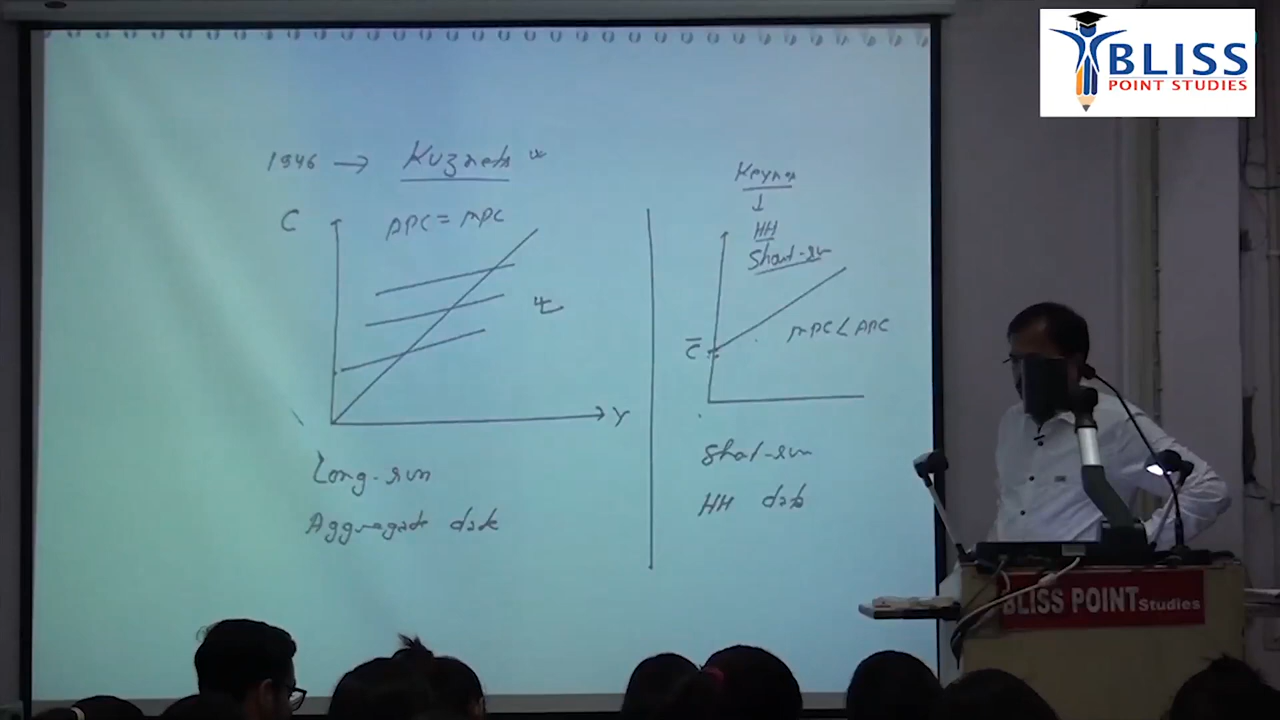 BLISS
POINT STUDIES
1946 → Kuznets
C
APC = MPC
Y
Long-run
Aggregate data
Keynes
↓
HH
Short-run
C̅
MPC < APC
Short-run
HH data
BLISS POINT Studies